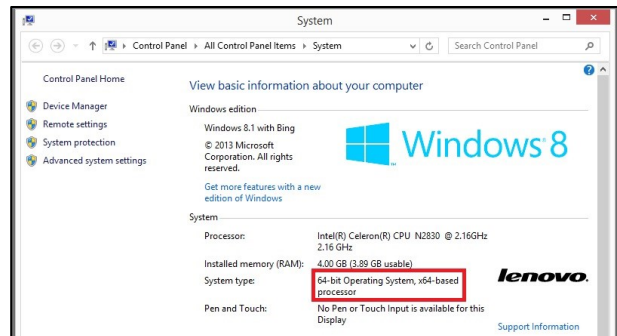 System
Control Panel ▸ All Control Panel Items ▸ System
Search Control Panel
Control Panel Home
Device Manager
Remote settings
System protection
Advanced system settings
View basic information about your computer
Windows edition
Windows 8.1 with Bing
© 2013 Microsoft
Corporation. All rights
reserved.
Get more features with a new
edition of Windows
Windows 8
System
Processor: Intel(R) Celeron(R) CPU N2830 @ 2.16GHz
2.16 GHz
Installed memory (RAM): 4.00 GB (3.89 GB usable)
System type: 64-bit Operating System, x64-based
processor
Pen and Touch: No Pen or Touch Input is available for this
Display
lenovo.
Support Information